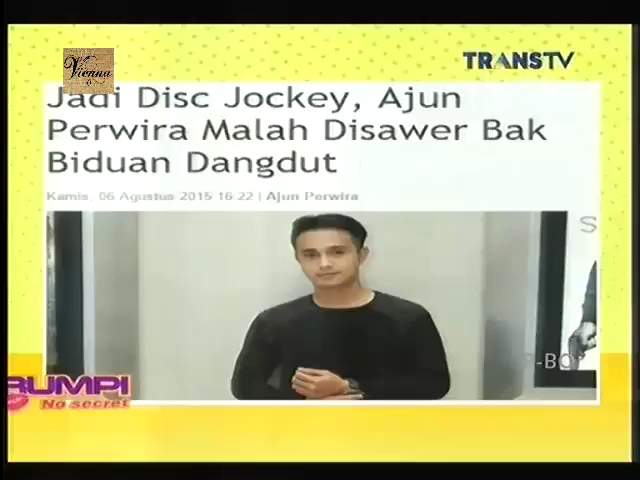 Vienna
TRANSTV
Jadi Disc Jockey, Ajun
Perwira Malah Disawer Bak
Biduan Dangdut
Kamis, 06 Agustus 2015 16:22 | Ajun Perwira
S
-BO
RUMPI
No secret